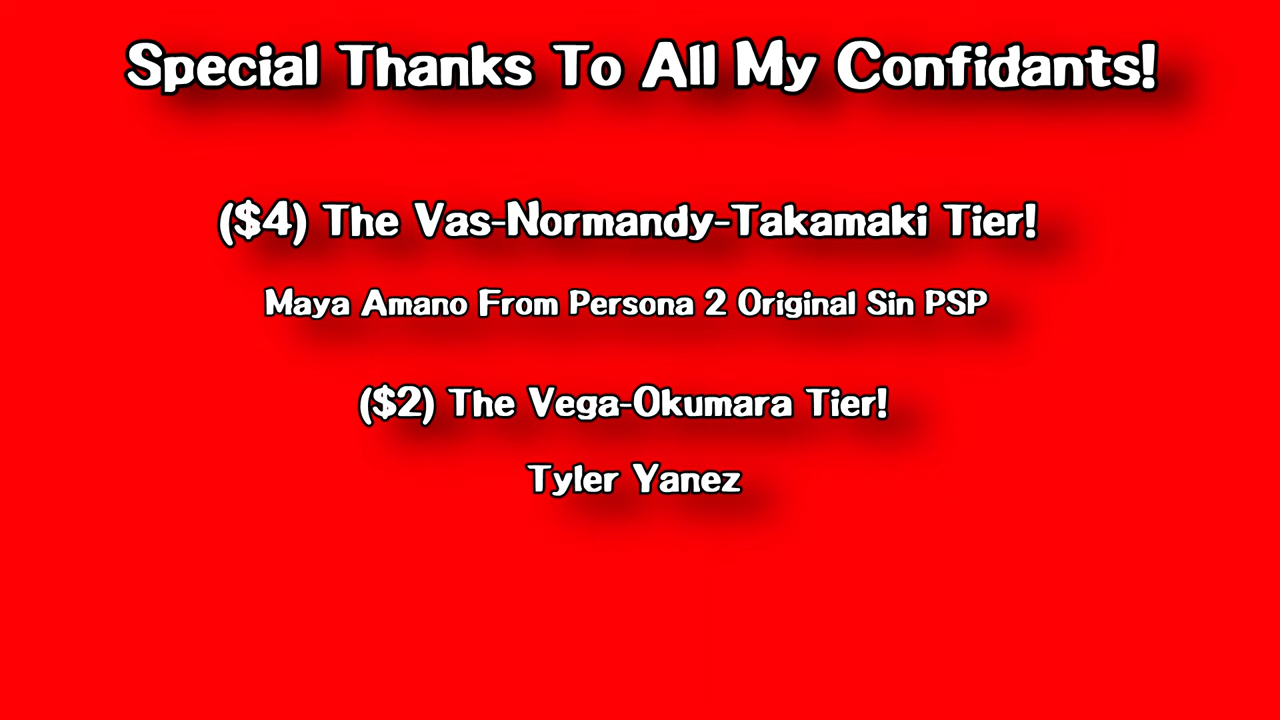 Special Thanks To All My Confidants!
($4) The Vas-Normandy-Takamaki Tier!
Maya Amano From Persona 2 Original Sin PSP
($2) The Vega-Okumara Tier!
Tyler Yanez